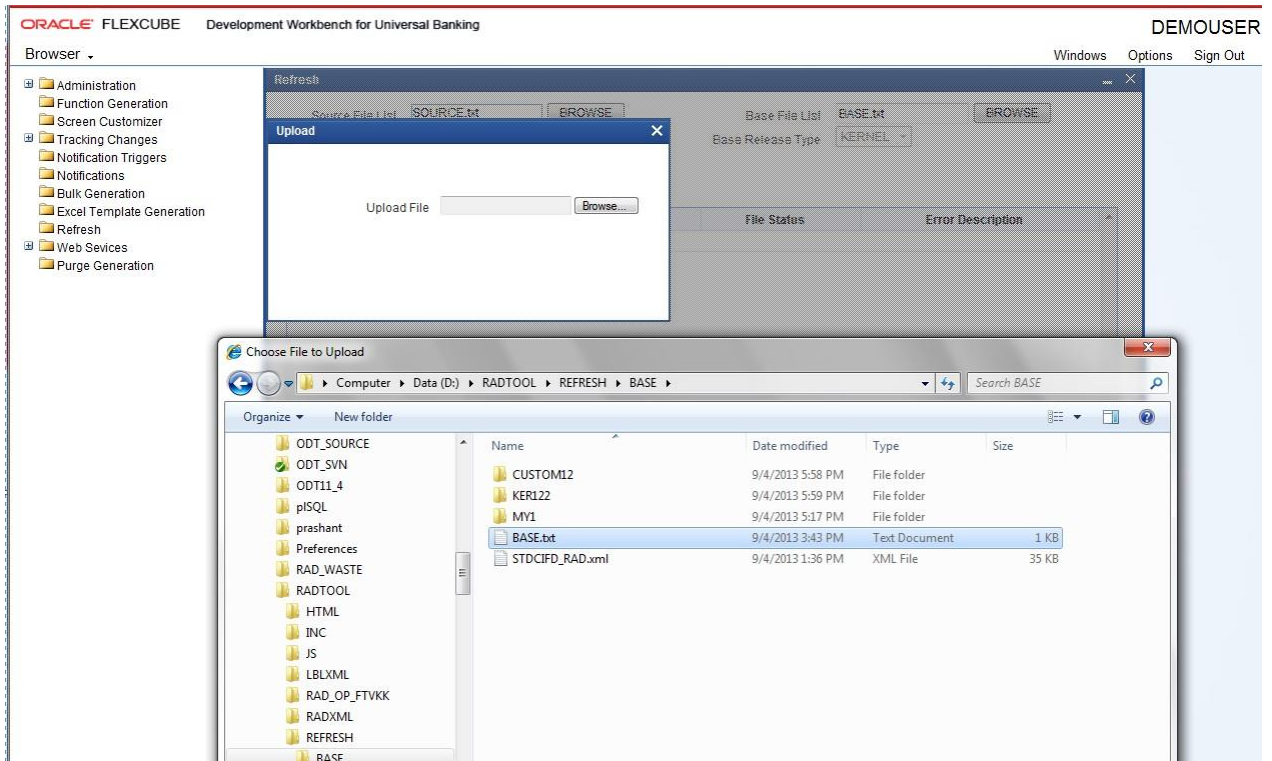 ORACLE FLEXCUBE Development Workbench for Universal Banking
DEMOUSER
Browser
Windows Options Sign Out
Administration
Function Generation
Screen Customizer
Tracking Changes
Notification Triggers
Notifications
Bulk Generation
Excel Template Generation
Refresh
Web Sevices
Purge Generation
Refresh
Source File List SOURCE.txt BROWSE Base File List BASE.txt BROWSE
Base Release Type KERNEL
File Status Error Description
Upload
Upload File Browse...
Choose File to Upload
Computer Data (D:) RADTOOL REFRESH BASE Search BASE
Organize New folder
ODT_SOURCE
ODT_SVN
ODT11_4
plSQL
prashant
Preferences
RAD_WASTE
RADTOOL
HTML
INC
JS
LBLXML
RAD_OP_FTVKK
RADXML
REFRESH
BASE
Name Date modified Type Size
CUSTOM12 9/4/2013 5:58 PM File folder
KER122 9/4/2013 5:59 PM File folder
MY1 9/4/2013 5:17 PM File folder
BASE.txt 9/4/2013 3:43 PM Text Document 1 KB
STDCIFD_RAD.xml 9/4/2013 1:36 PM XML File 35 KB